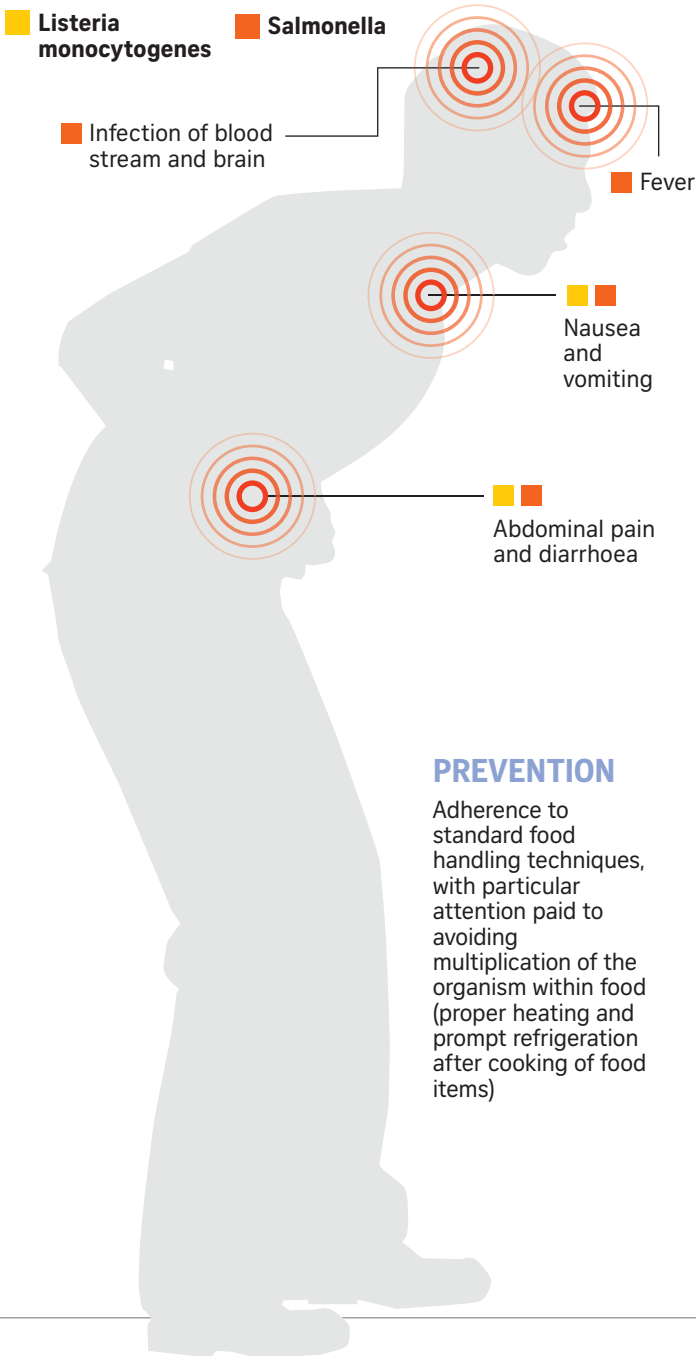 Listeria
monocytogenes
Salmonella
Infection of blood
stream and brain
Fever
Nausea
and
vomiting
Abdominal pain
and diarrhoea
PREVENTION
Adherence to
standard food
handling techniques,
with particular
attention paid to
avoiding
multiplication of the
organism within food
(proper heating and
prompt refrigeration
after cooking of food
items)